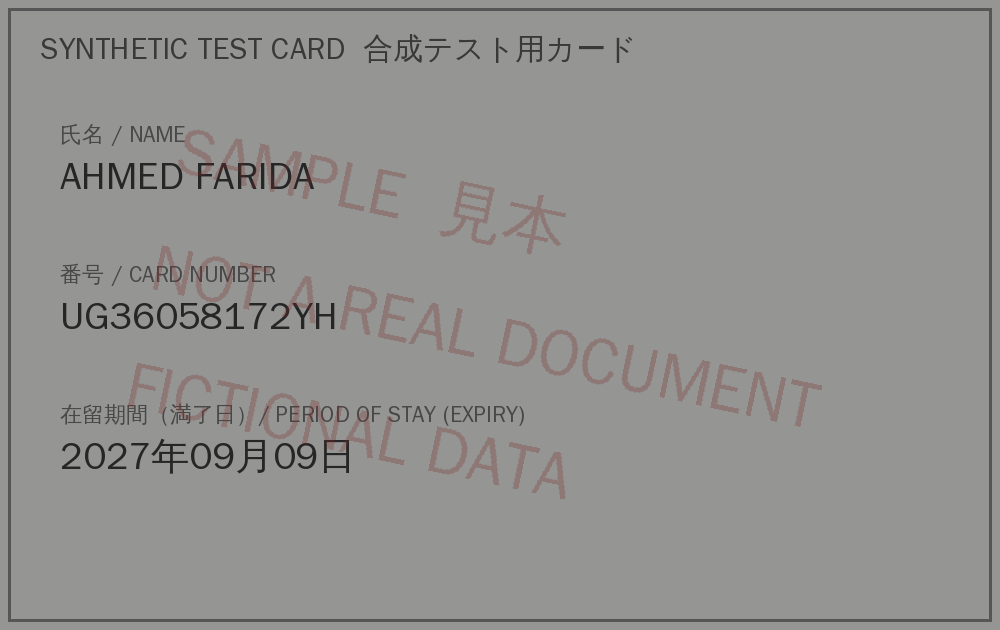 SYNTHETIC TEST CARD 合成テスト用カード
氏名 / NAME
AHMED FARIDA
SAMPLE 見本
番号 / CARD NUMBER
UG36058172YH
NOT A REAL DOCUMENT
在留期間（満了日）/ PERIOD OF STAY (EXPIRY)
2027年09月09日
FICTIONAL DATA